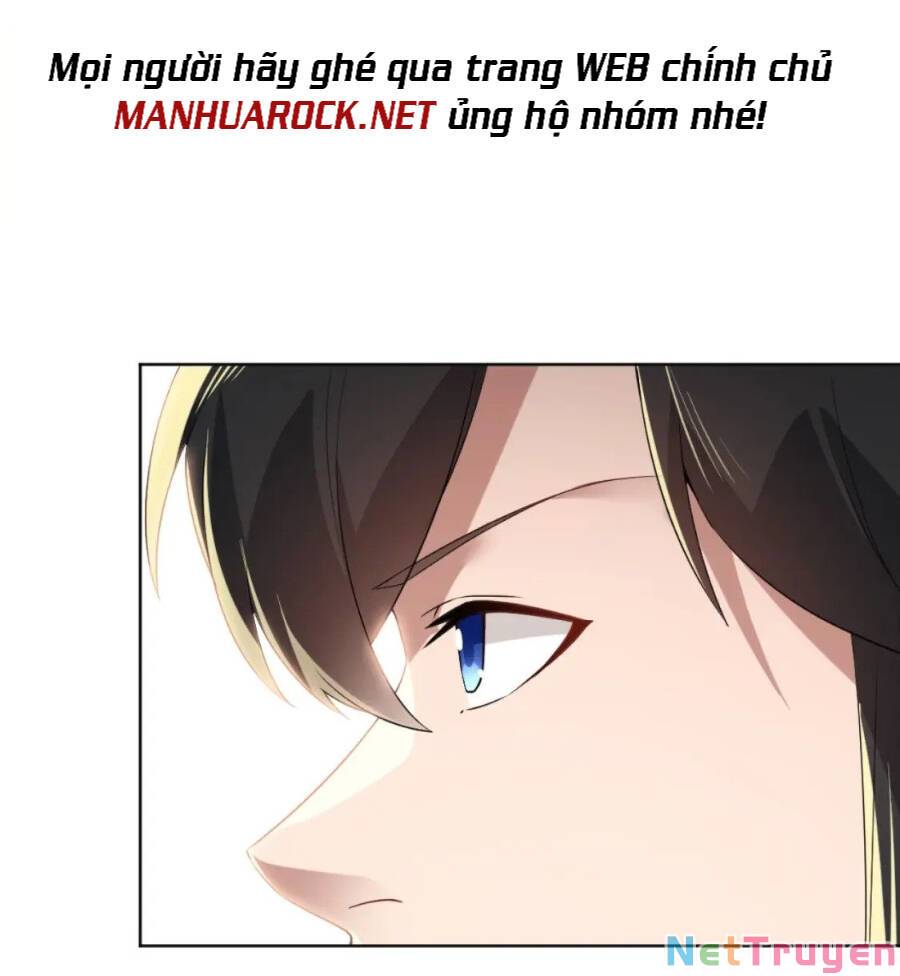 Mọi người hãy ghé qua trang WEB chính chủ
MANHUAROCK.NET ủng hộ nhóm nhé!
NetTruyen